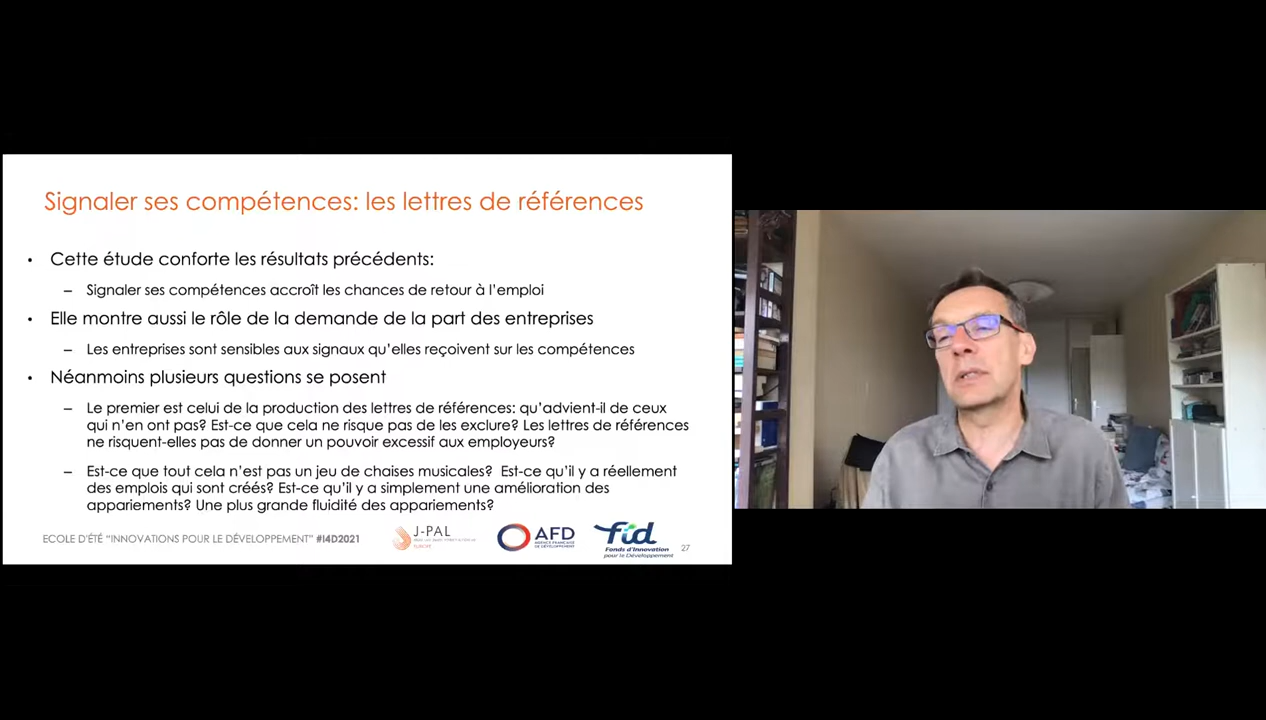 Signaler ses compétences: les lettres de références
• Cette étude conforte les résultats précédents:
– Signaler ses compétences accroît les chances de retour à l’emploi
• Elle montre aussi le rôle de la demande de la part des entreprises
– Les entreprises sont sensibles aux signaux qu’elles reçoivent sur les compétences
• Néanmoins plusieurs questions se posent
– Le premier est celui de la production des lettres de références: qu’advient-il de ceux
qui n’en ont pas? Est-ce que cela ne risque pas de les exclure? Les lettres de références
ne risquent-elles pas de donner un pouvoir excessif aux employeurs?
– Est-ce que tout cela n’est pas un jeu de chaises musicales? Est-ce qu’il y a réellement
des emplois qui sont créés? Est-ce qu’il y a simplement une amélioration des
appariements? Une plus grande fluidité des appariements?
ECOLE D'ÉTÉ "INNOVATIONS POUR LE DÉVELOPPEMENT" #I4D2021
J-PAL
EUROPE
AFD
AGENCE FRANÇAISE
DE DÉVELOPPEMENT
fid
Fonds d'Innovation
pour le Développement
27